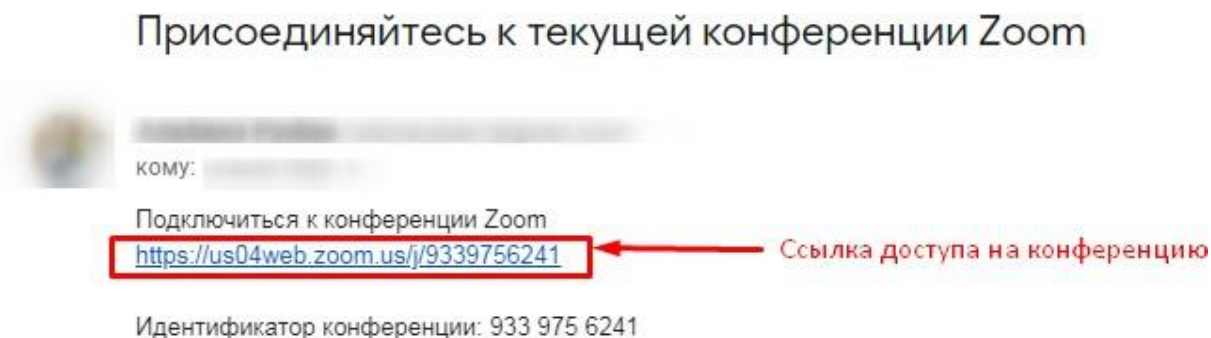 Присоединяйтесь к текущей конференции Zoom
кому:
Подключиться к конференции Zoom
https://us04web.zoom.us/j/9339756241
Ссылка доступа на конференцию
Идентификатор конференции: 933 975 6241